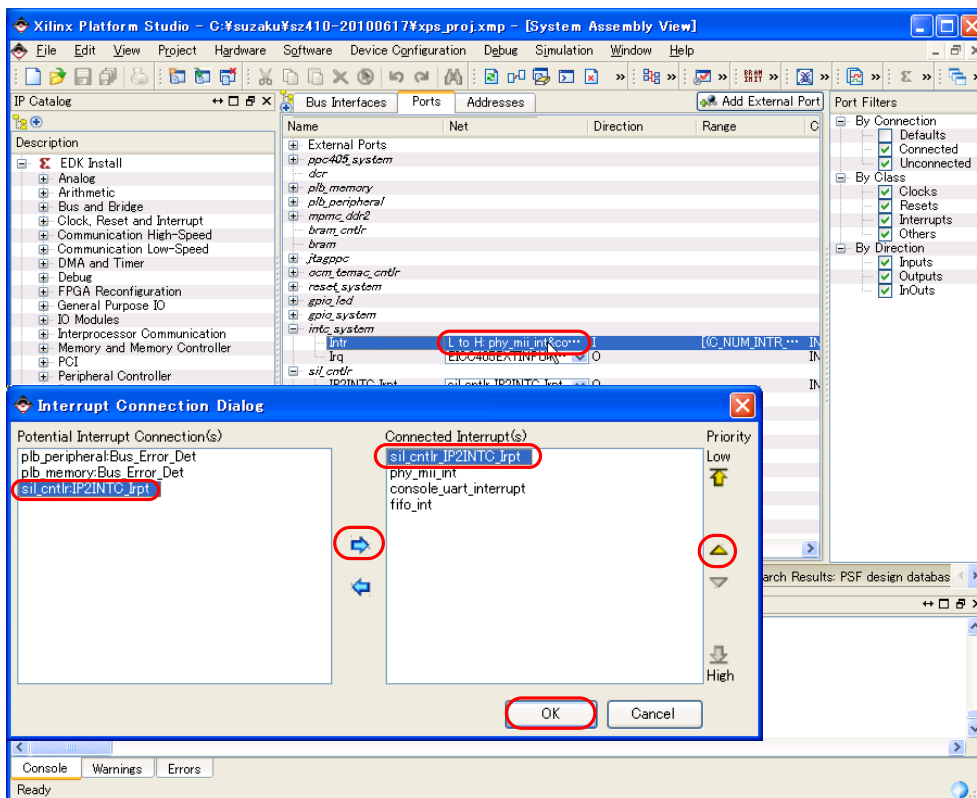 Xilinx Platform Studio - C:¥suzaku¥sz410-20100617¥xps_proj.xmp - [System Assembly View]
File Edit View Project Hardware Software Device Configuration Debug Simulation Window Help
IP Catalog
Bus Interfaces Ports Addresses
Add External Port
Port Filters
Description
EDK Install
Analog
Arithmetic
Bus and Bridge
Clock, Reset and Interrupt
Communication High-Speed
Communication Low-Speed
DMA and Timer
Debug
FPGA Reconfiguration
General Purpose IO
IO Modules
Interprocessor Communication
Memory and Memory Controller
PCI
Peripheral Controller
Name Net Direction Range C
External Ports
ppc405_system
dcr
plb_memory
plb_peripheral
mpmc_ddr2
bram_cntlr
bram
jtagppc
ocm_temac_cntlr
reset_system
gpio_led
gpio_system
intc_system
Intr L to H: phy_mii_int&co… I [(C_NUM_INTR_… IN
Irq O IN
sil_cntlr
IP2INTC_Irpt sil_cntlr_IP2INTC_Irpt O IN
By Connection
Defaults
Connected
Unconnected
By Class
Clocks
Resets
Interrupts
Others
By Direction
Inputs
Outputs
InOuts
Interrupt Connection Dialog
Potential Interrupt Connection(s)
plb_peripheral:Bus_Error_Det
plb_memory:Bus_Error_Det
sil_cntlr:IP2INTC_Irpt
Connected Interrupt(s)
sil_cntlr_IP2INTC_Irpt
phy_mii_int
console_uart_interrupt
fifo_int
Priority
Low
High
OK Cancel
arch Results: PSF design databas
Console Warnings Errors
Ready